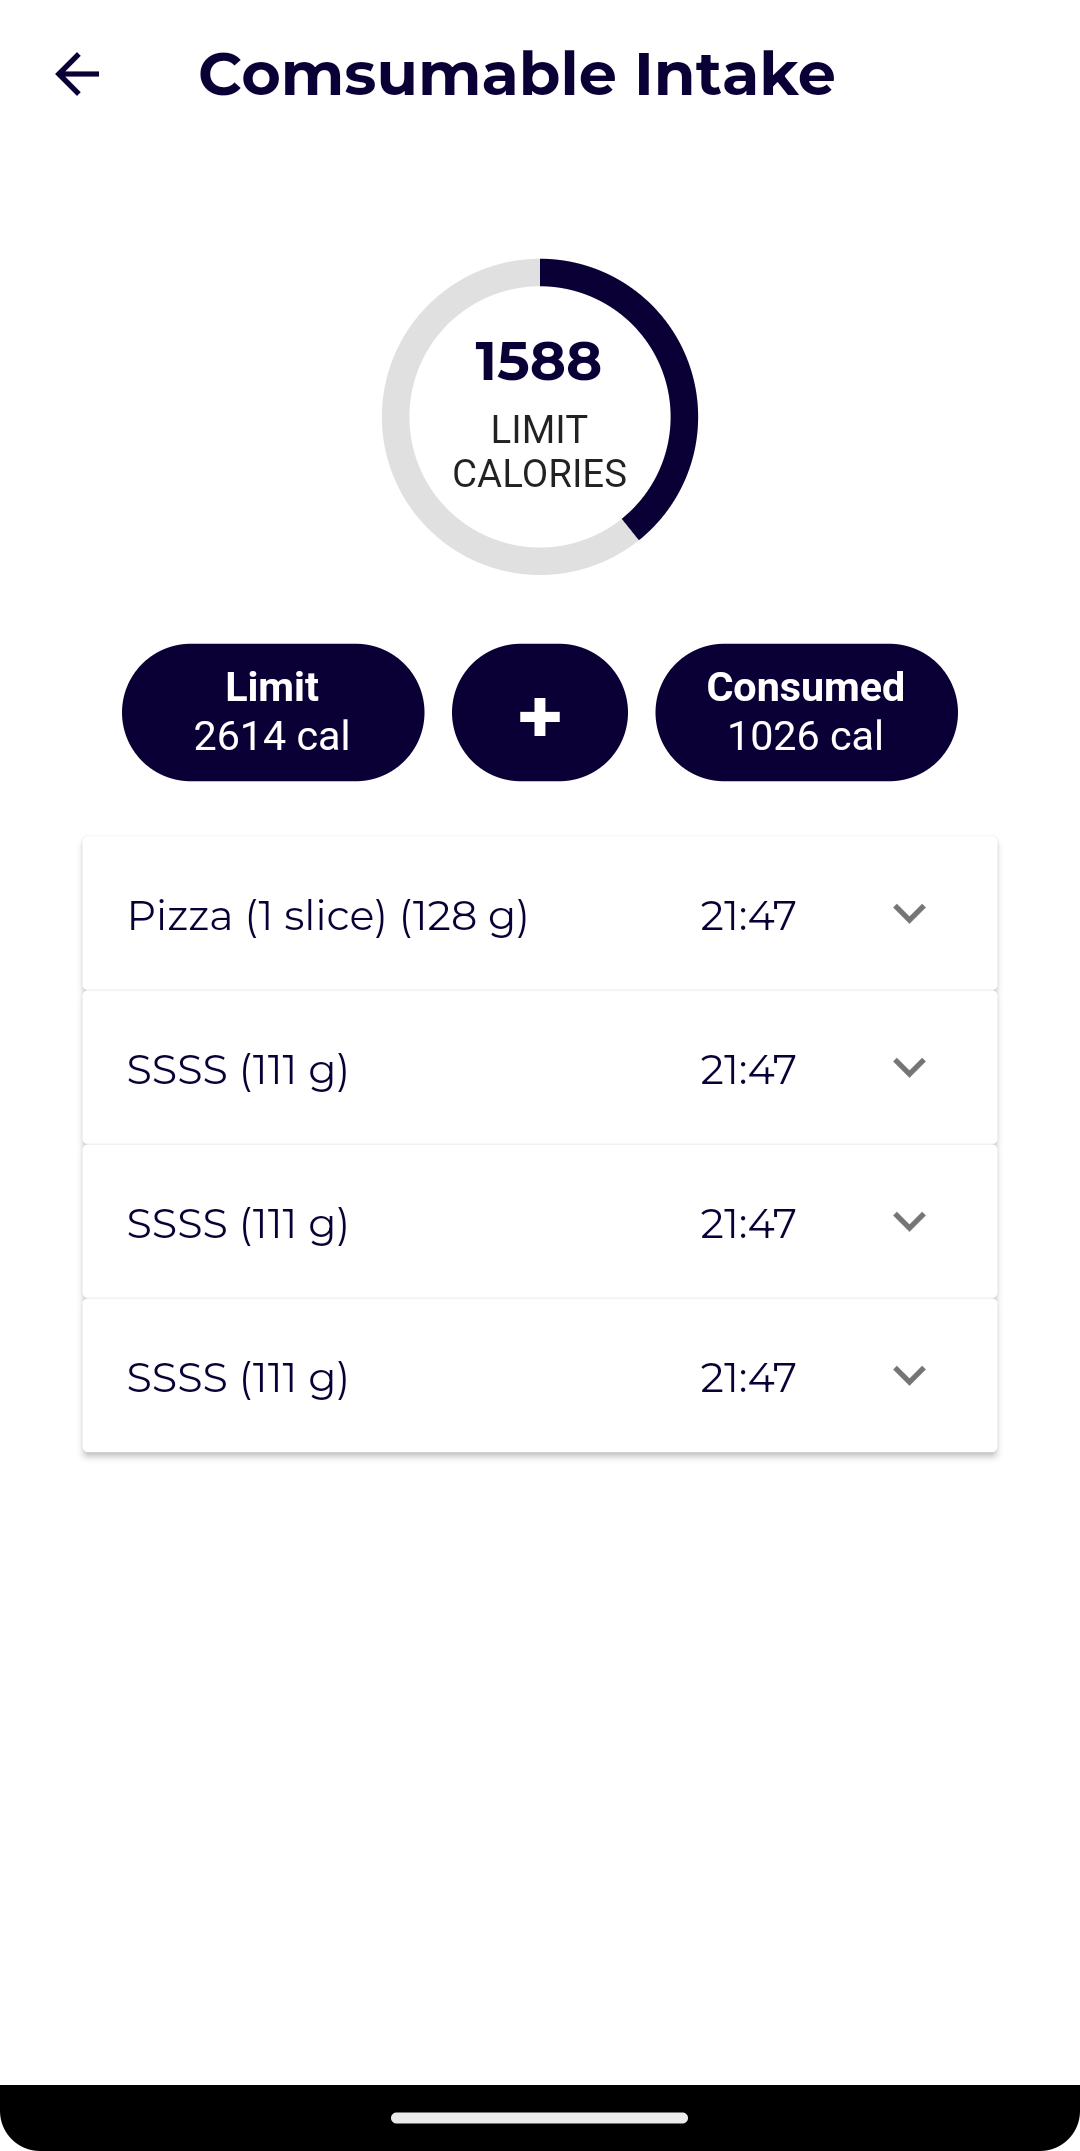 Comsumable Intake
1588
LIMIT
CALORIES
Limit
2614 cal
+
Consumed
1026 cal
Pizza (1 slice) (128 g) 21:47
SSSS (111 g) 21:47
SSSS (111 g) 21:47
SSSS (111 g) 21:47